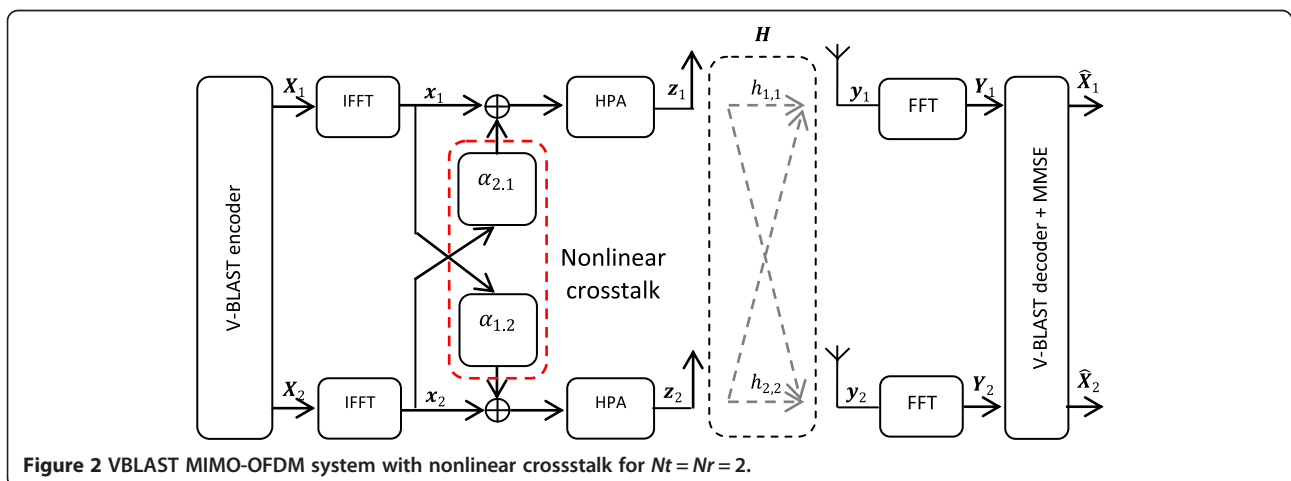 H
V-BLAST encoder
X₁
IFFT
x₁
HPA
z₁
h₁,₁
y₁
FFT
Y₁
V-BLAST decoder + MMSE
X̂₁
α₂.₁
Nonlinear
crosstalk
α₁.₂
X₂
IFFT
x₂
HPA
z₂
h₂,₂
y₂
FFT
Y₂
X̂₂
Figure 2 VBLAST MIMO-OFDM system with nonlinear crossstalk for Nt = Nr = 2.